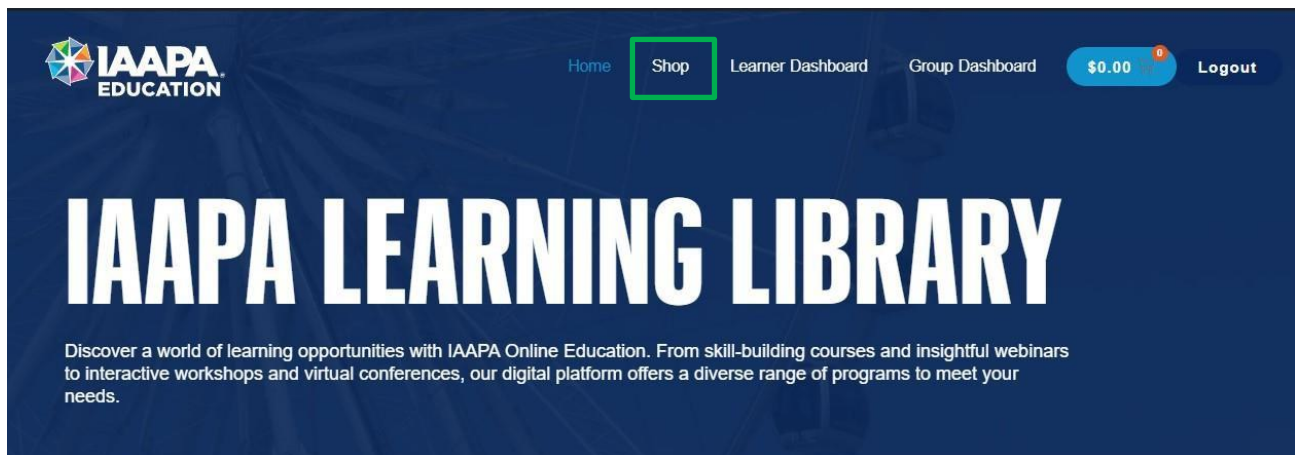 IAAPA.
EDUCATION
Home Shop Learner Dashboard Group Dashboard $0.00 0 Logout
IAAPA LEARNING LIBRARY
Discover a world of learning opportunities with IAAPA Online Education. From skill-building courses and insightful webinars
to interactive workshops and virtual conferences, our digital platform offers a diverse range of programs to meet your
needs.